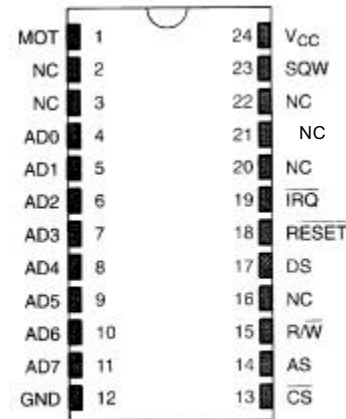 MOT 1 24 VCC
NC 2 23 SQW
NC 3 22 NC
AD0 4 21 NC
AD1 5 20 NC
AD2 6 19 IRQ
AD3 7 18 RESET
AD4 8 17 DS
AD5 9 16 NC
AD6 10 15 R/W
AD7 11 14 AS
GND 12 13 CS